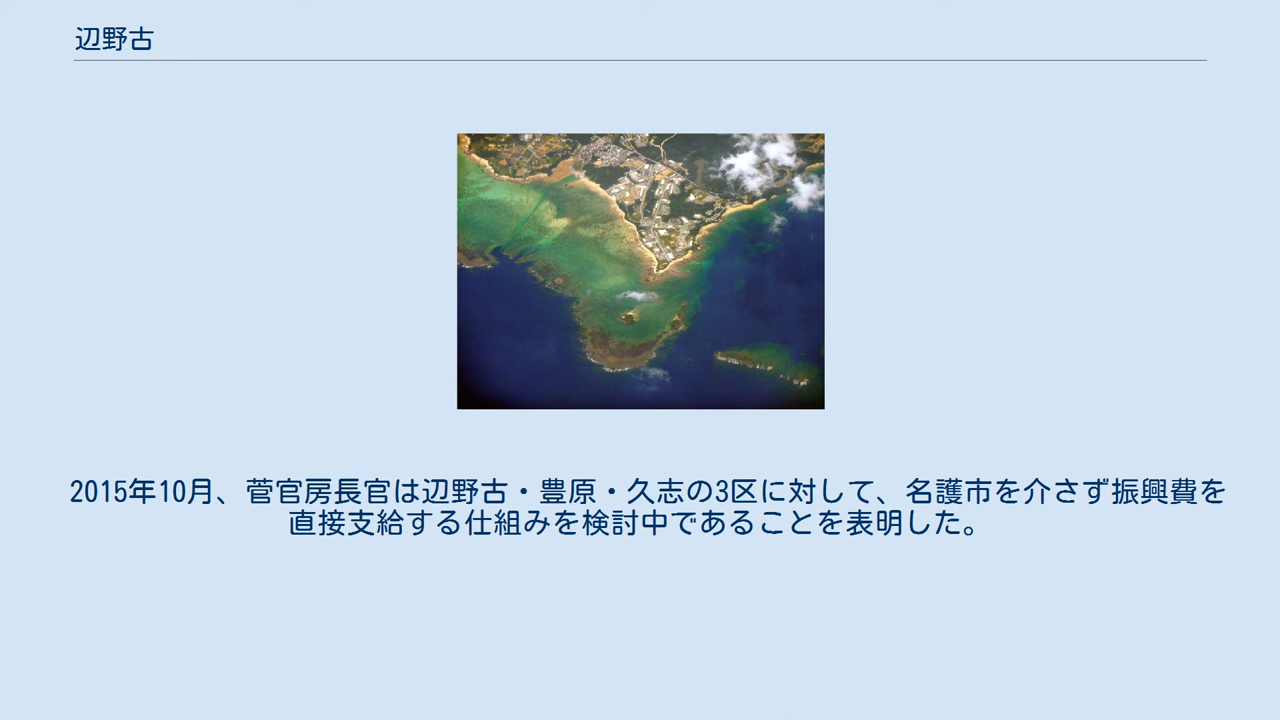 辺野古
2015年10月、菅官房長官は辺野古・豊原・久志の3区に対して、名護市を介さず振興費を
直接支給する仕組みを検討中であることを表明した。